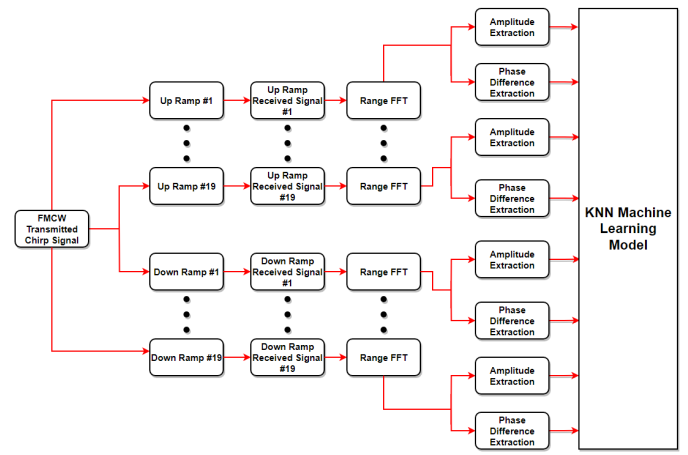 FMCW
Transmitted
Chirp Signal
Up Ramp #1
Up Ramp
Received Signal
#1
Range FFT
Amplitude
Extraction
Phase
Difference
Extraction
Up Ramp #19
Up Ramp
Received Signal
#19
Range FFT
Amplitude
Extraction
Phase
Difference
Extraction
Down Ramp #1
Down Ramp
Received Signal
#1
Range FFT
Amplitude
Extraction
Phase
Difference
Extraction
Down Ramp #19
Down Ramp
Received Signal
#19
Range FFT
Amplitude
Extraction
Phase
Difference
Extraction
KNN Machine
Learning
Model